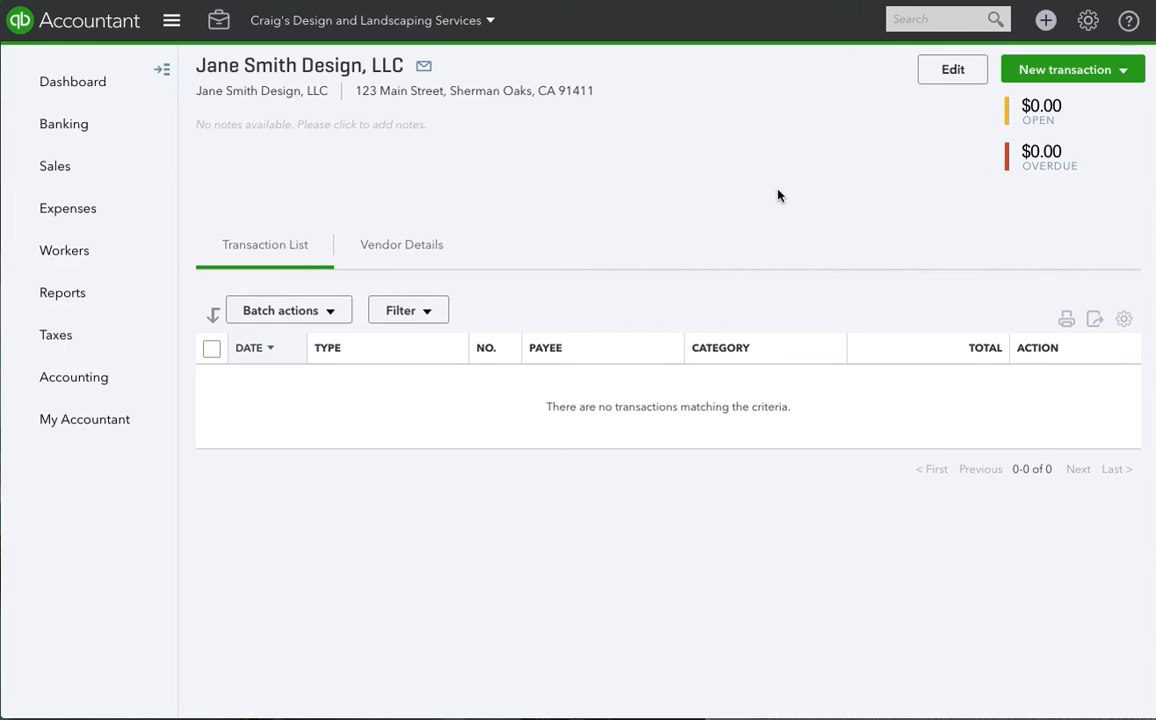 qb Accountant Craig's Design and Landscaping Services Search
Dashboard
Banking
Sales
Expenses
Workers
Reports
Taxes
Accounting
My Accountant
Jane Smith Design, LLC
Edit New transaction
Jane Smith Design, LLC 123 Main Street, Sherman Oaks, CA 91411
No notes available. Please click to add notes.
$0.00
OPEN
$0.00
OVERDUE
Transaction List Vendor Details
Batch actions Filter
DATE TYPE NO. PAYEE CATEGORY TOTAL ACTION
There are no transactions matching the criteria.
< First Previous 0-0 of 0 Next Last >